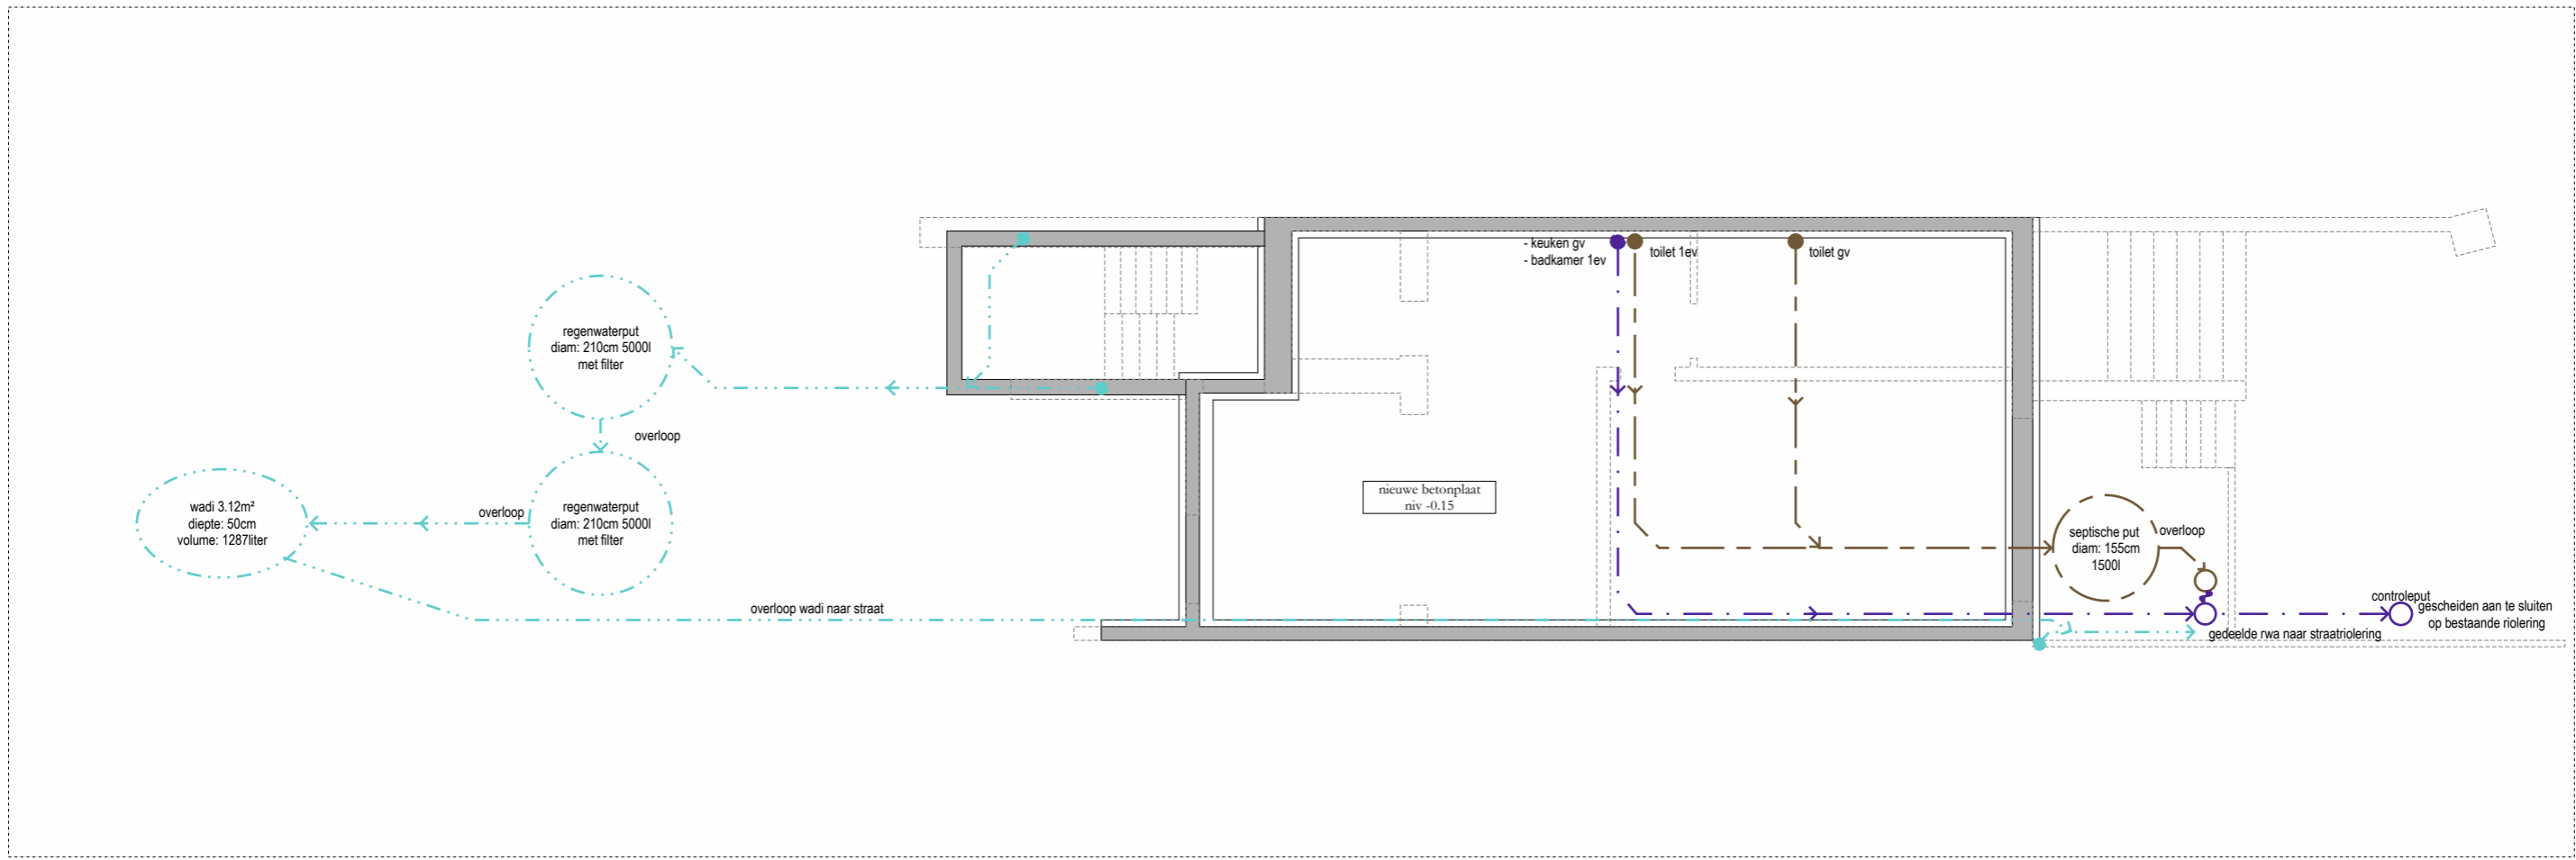 - keuken gv
- badkamer 1ev
toilet 1ev
toilet gv
regenwaterput
diam: 210cm 5000l
met filter
overloop
wadi 3.12m²
diepte: 50cm
volume: 1287liter
overloop
regenwaterput
diam: 210cm 5000l
met filter
nieuwe betonplaat
niv -0.15
septische put
diam: 155cm
1500l
overloop
overloop wadi naar straat
controleput
gescheiden aan te sluiten
op bestaande riolering
gedeelde rwa naar straatriolering